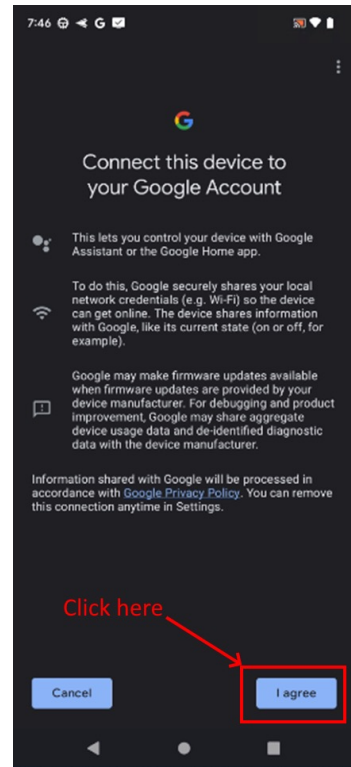 7:46 G
G
Connect this device to
your Google Account
This lets you control your device with Google
Assistant or the Google Home app.
To do this, Google securely shares your local
network credentials (e.g. Wi-Fi) so the device
can get online. The device shares information
with Google, like its current state (on or off, for
example).
Google may make firmware updates available
when firmware updates are provided by your
device manufacturer. For debugging and product
improvement, Google may share aggregate
device usage data and de-identified diagnostic
data with the device manufacturer.
Information shared with Google will be processed in
accordance with Google Privacy Policy. You can remove
this connection anytime in Settings.
Click here
Cancel
I agree